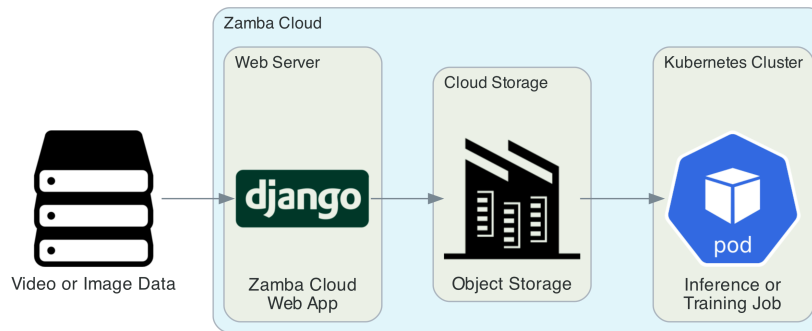 Zamba Cloud
Web Server
Cloud Storage
Kubernetes Cluster
django
pod
Video or Image Data
Zamba Cloud
Web App
Object Storage
Inference or
Training Job